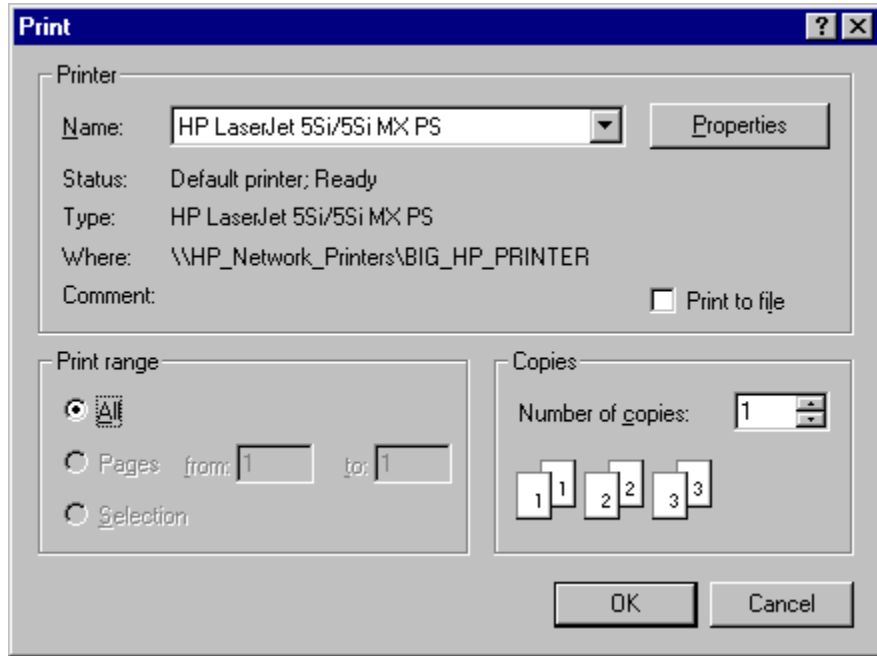 Print
Printer
Name: HP LaserJet 5Si/5Si MX PS Properties
Status: Default printer; Ready
Type: HP LaserJet 5Si/5Si MX PS
Where: \\HP_Network_Printers\BIG_HP_PRINTER
Comment: Print to file
Print range
All
Pages from: 1 to: 1
Selection
Copies
Number of copies: 1
1 1 2 2 3 3
OK Cancel